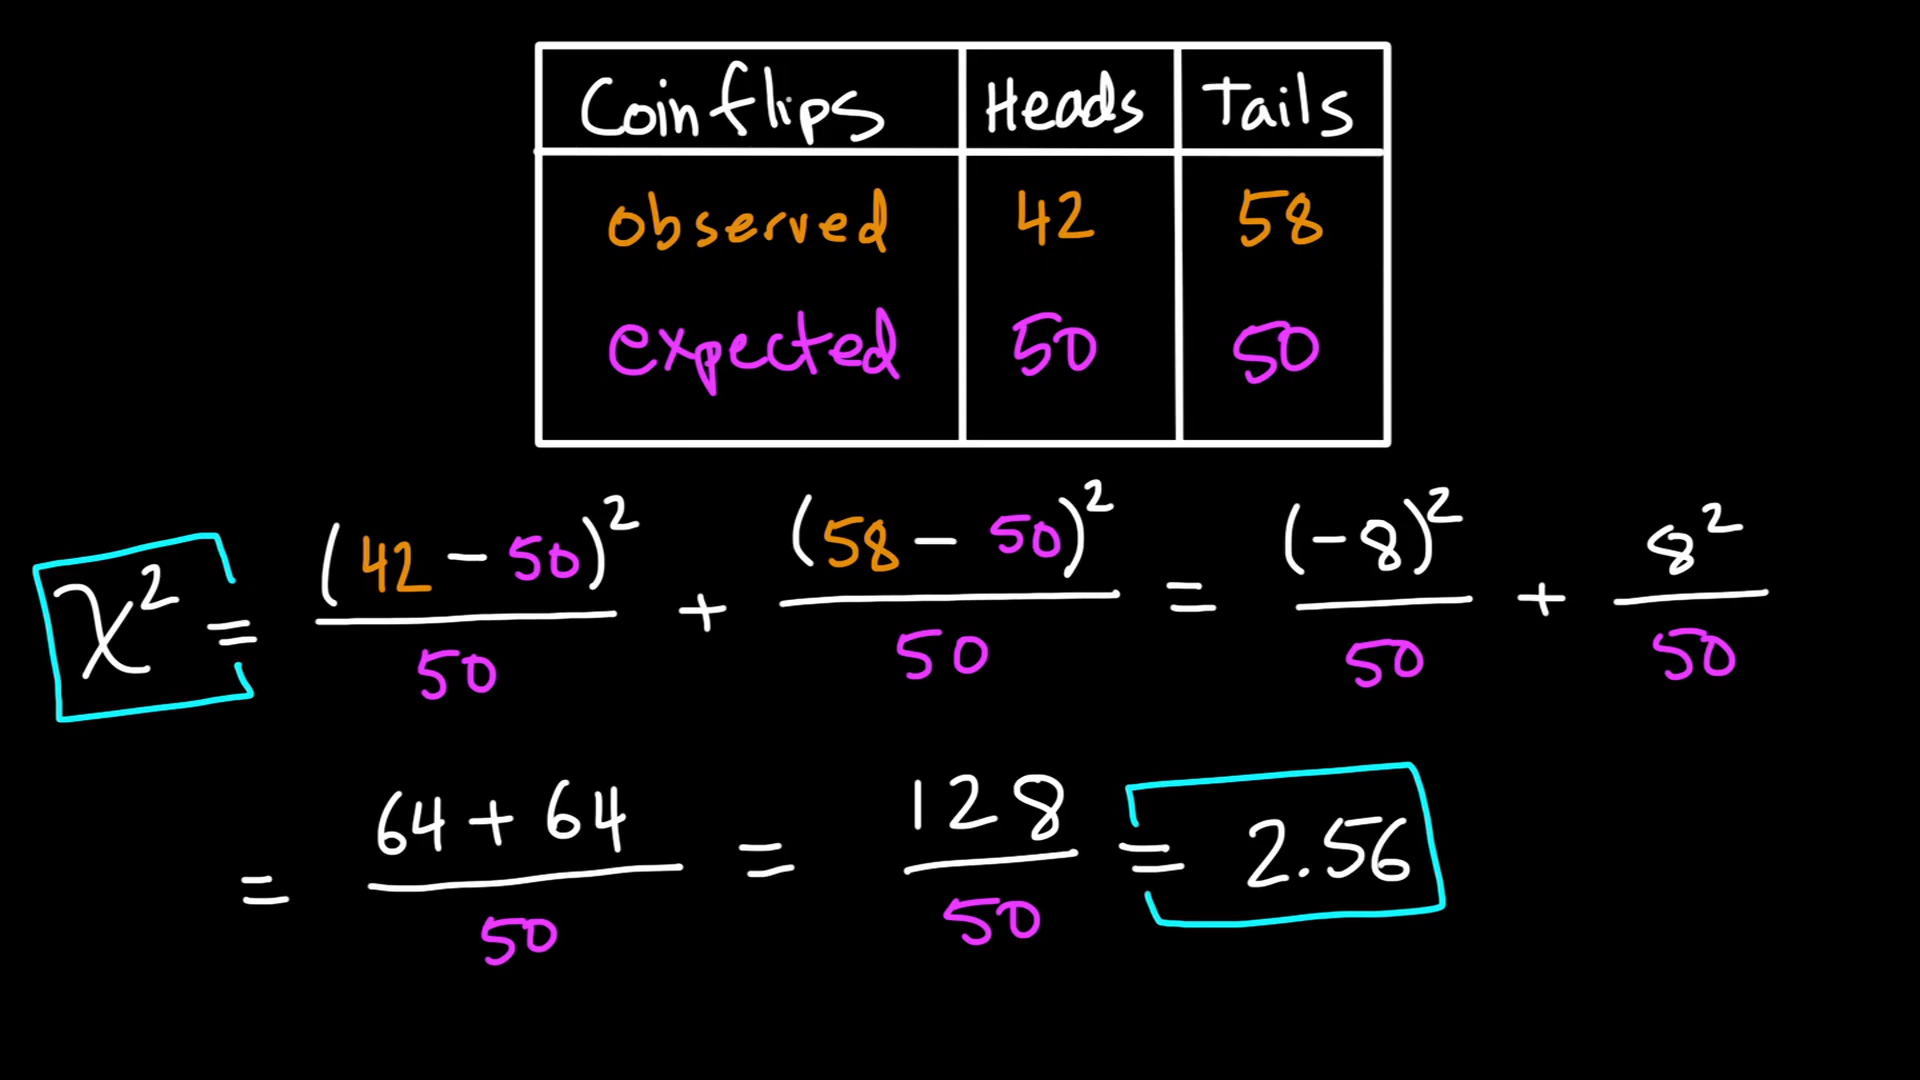 Coin flips Heads Tails
observed 42 58
expected 50 50
χ² = (42 - 50)²/50 + (58 - 50)²/50 = (-8)²/50 + 8²/50
= 64 + 64/50 = 128/50 = 2.56